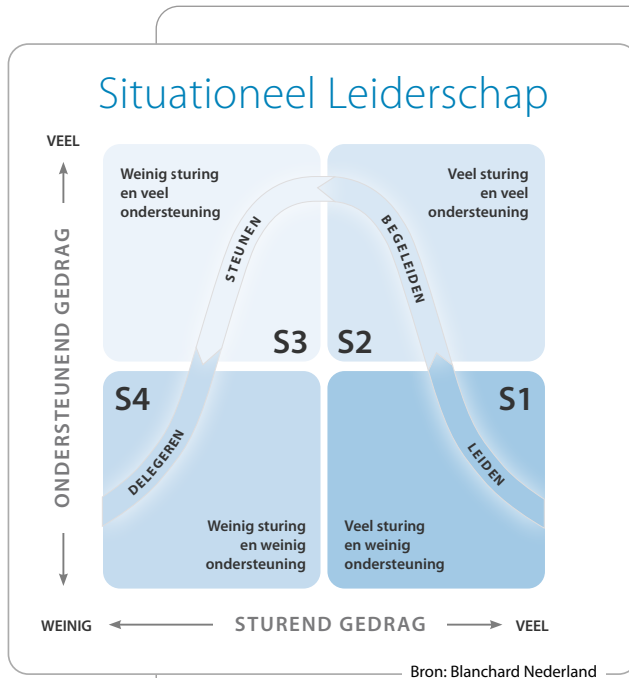 Situationeel Leiderschap
VEEL
ONDERSTEUNEND GEDRAG
Weinig sturing
en veel
ondersteuning
STEUNEN
S3
Veel sturing
en veel
ondersteuning
BEGELEIDEN
S2
S4
DELEGEREN
Weinig sturing
en weinig
ondersteuning
S1
LEIDEN
Veel sturing
en weinig
ondersteuning
WEINIG
STUREND GEDRAG
VEEL
Bron: Blanchard Nederland